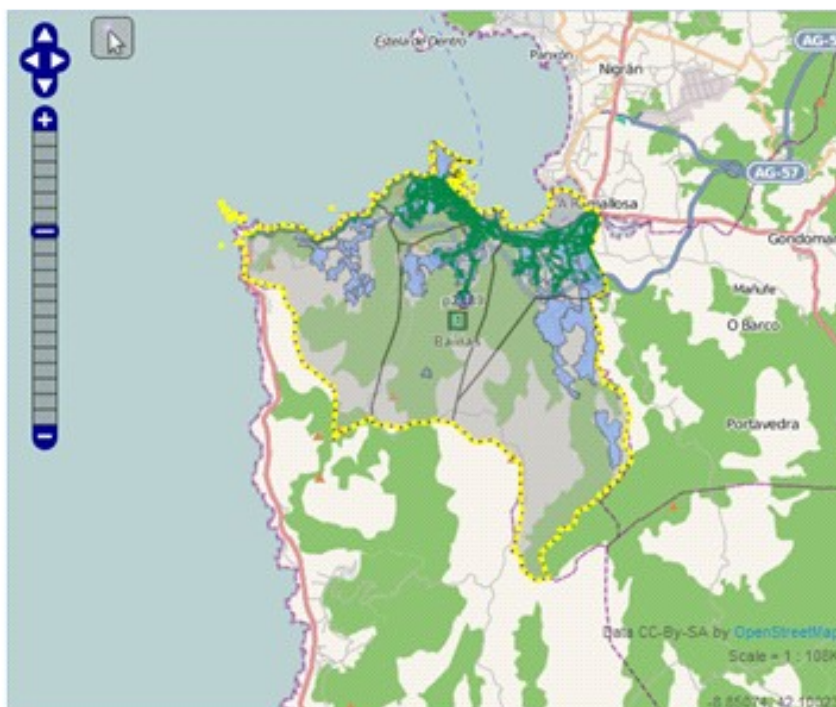 Estela de Dentro
Panxón
Nigrán
AG-5
AG-57
A Ramallosa
Gondomar
Mañufe
O Barco
Baiona
Portavedra
Data CC-By-SA by OpenStreetMap
Scale = 1 : 108K